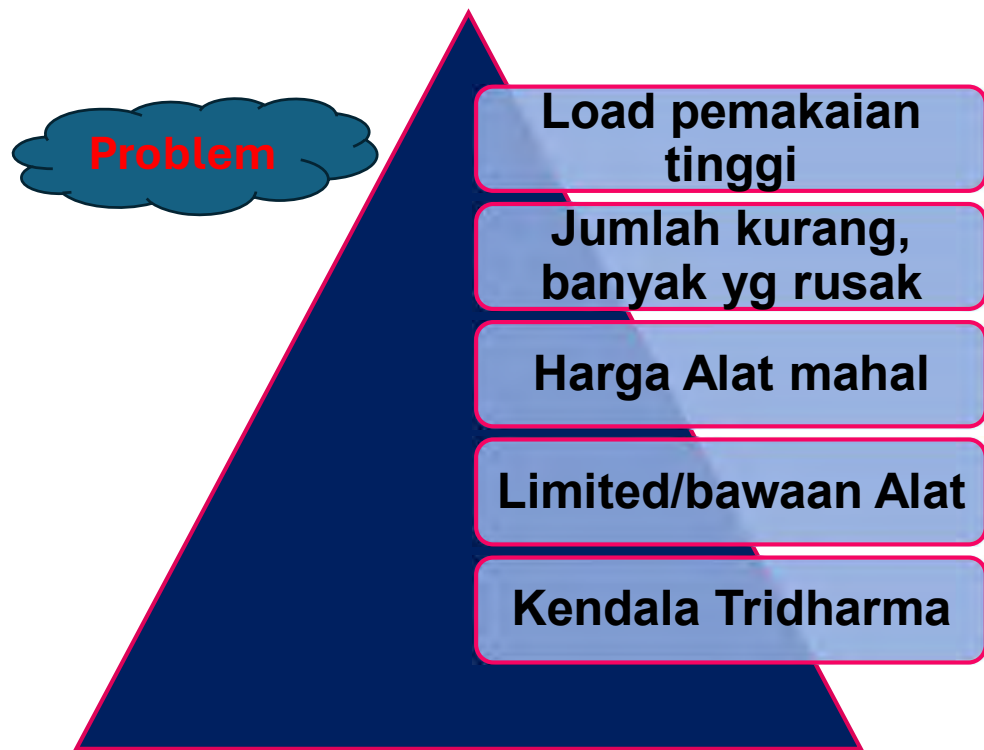 Problem
Load pemakaian
tinggi
Jumlah kurang,
banyak yg rusak
Harga Alat mahal
Limited/bawaan Alat
Kendala Tridharma